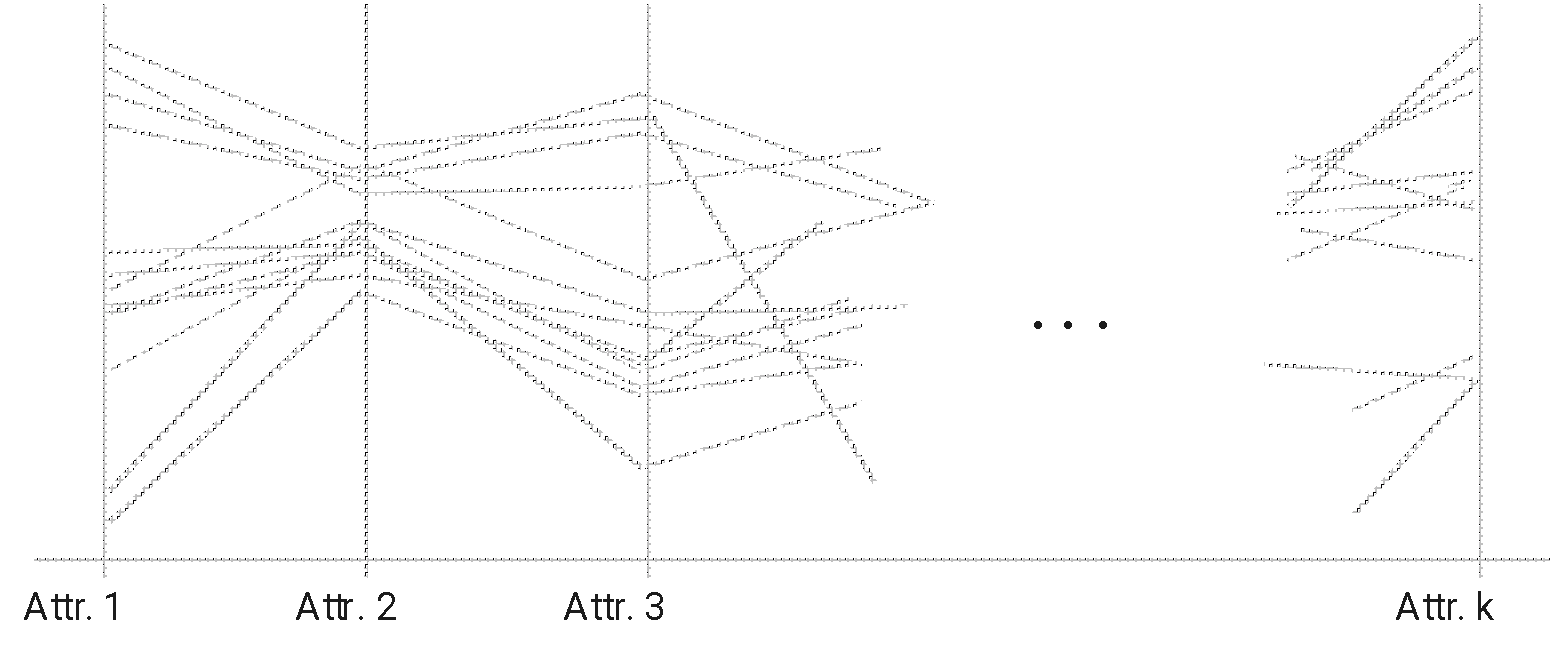 • • •
Attr. 1 Attr. 2 Attr. 3 Attr. k